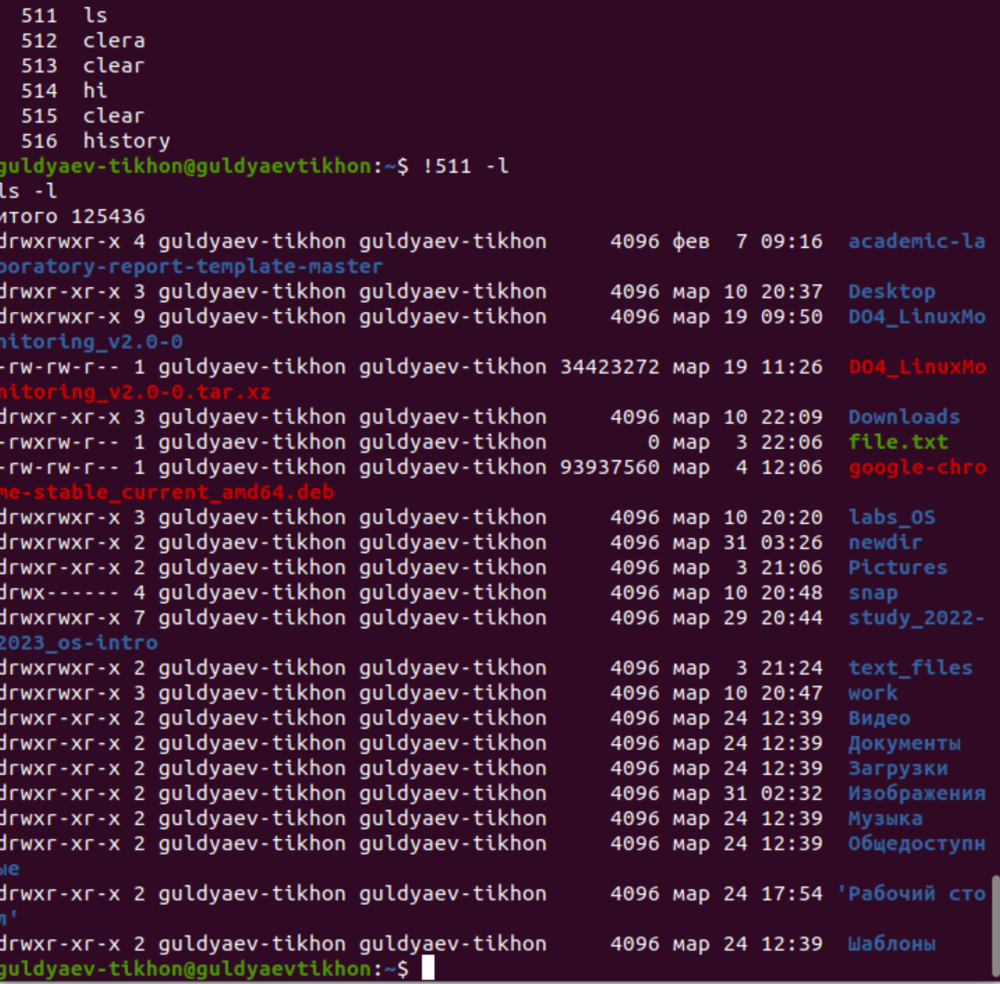 511 ls
512 clera
513 clear
514 hi
515 clear
516 history
guldyaev-tikhon@guldyaevtikhon:~$ !511 -l
ls -l
итого 125436
drwxrwxr-x 4 guldyaev-tikhon guldyaev-tikhon 4096 фев 7 09:16 academic-la
boratory-report-template-master
drwxr-xr-x 3 guldyaev-tikhon guldyaev-tikhon 4096 мар 10 20:37 Desktop
drwxrwxr-x 9 guldyaev-tikhon guldyaev-tikhon 4096 мар 19 09:50 DO4_LinuxMo
nitoring_v2.0-0
-rw-rw-r-- 1 guldyaev-tikhon guldyaev-tikhon 34423272 мар 19 11:26 DO4_LinuxMo
nitoring_v2.0-0.tar.xz
drwxr-xr-x 3 guldyaev-tikhon guldyaev-tikhon 4096 мар 10 22:09 Downloads
-rwxrw-r-- 1 guldyaev-tikhon guldyaev-tikhon 0 мар 3 22:06 file.txt
-rw-rw-r-- 1 guldyaev-tikhon guldyaev-tikhon 93937560 мар 4 12:06 google-chro
me-stable_current_amd64.deb
drwxrwxr-x 3 guldyaev-tikhon guldyaev-tikhon 4096 мар 10 20:20 labs_OS
drwxrwxr-x 2 guldyaev-tikhon guldyaev-tikhon 4096 мар 31 03:26 newdir
drwxr-xr-x 2 guldyaev-tikhon guldyaev-tikhon 4096 мар 3 21:06 Pictures
drwx------ 4 guldyaev-tikhon guldyaev-tikhon 4096 мар 10 20:48 snap
drwxrwxr-x 7 guldyaev-tikhon guldyaev-tikhon 4096 мар 29 20:44 study_2022-
2023_os-intro
drwxrwxr-x 2 guldyaev-tikhon guldyaev-tikhon 4096 мар 3 21:24 text_files
drwxrwxr-x 3 guldyaev-tikhon guldyaev-tikhon 4096 мар 10 20:47 work
drwxr-xr-x 2 guldyaev-tikhon guldyaev-tikhon 4096 мар 24 12:39 Видео
drwxr-xr-x 2 guldyaev-tikhon guldyaev-tikhon 4096 мар 24 12:39 Документы
drwxr-xr-x 2 guldyaev-tikhon guldyaev-tikhon 4096 мар 24 12:39 Загрузки
drwxr-xr-x 2 guldyaev-tikhon guldyaev-tikhon 4096 мар 31 02:32 Изображения
drwxr-xr-x 2 guldyaev-tikhon guldyaev-tikhon 4096 мар 24 12:39 Музыка
drwxr-xr-x 2 guldyaev-tikhon guldyaev-tikhon 4096 мар 24 12:39 Общедоступн
ые
drwxr-xr-x 2 guldyaev-tikhon guldyaev-tikhon 4096 мар 24 17:54 'Рабочий сто
л'
drwxr-xr-x 2 guldyaev-tikhon guldyaev-tikhon 4096 мар 24 12:39 Шаблоны
guldyaev-tikhon@guldyaevtikhon:~$